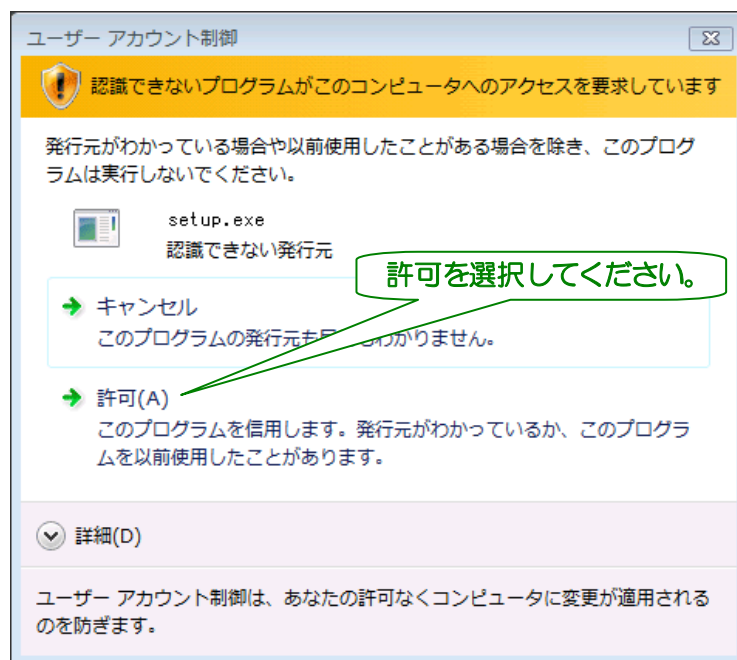 ユーザー アカウント制御
認識できないプログラムがこのコンピュータへのアクセスを要求しています
発行元がわかっている場合や以前使用したことがある場合を除き、このプログ
ラムは実行しないでください。
setup.exe
認識できない発行元
許可を選択してください。
キャンセル
このプログラムの発行元も わかりません。
許可(A)
このプログラムを信用します。発行元がわかっているか、このプログラ
ムを以前使用したことがあります。
詳細(D)
ユーザー アカウント制御は、あなたの許可なくコンピュータに変更が適用される
のを防ぎます。